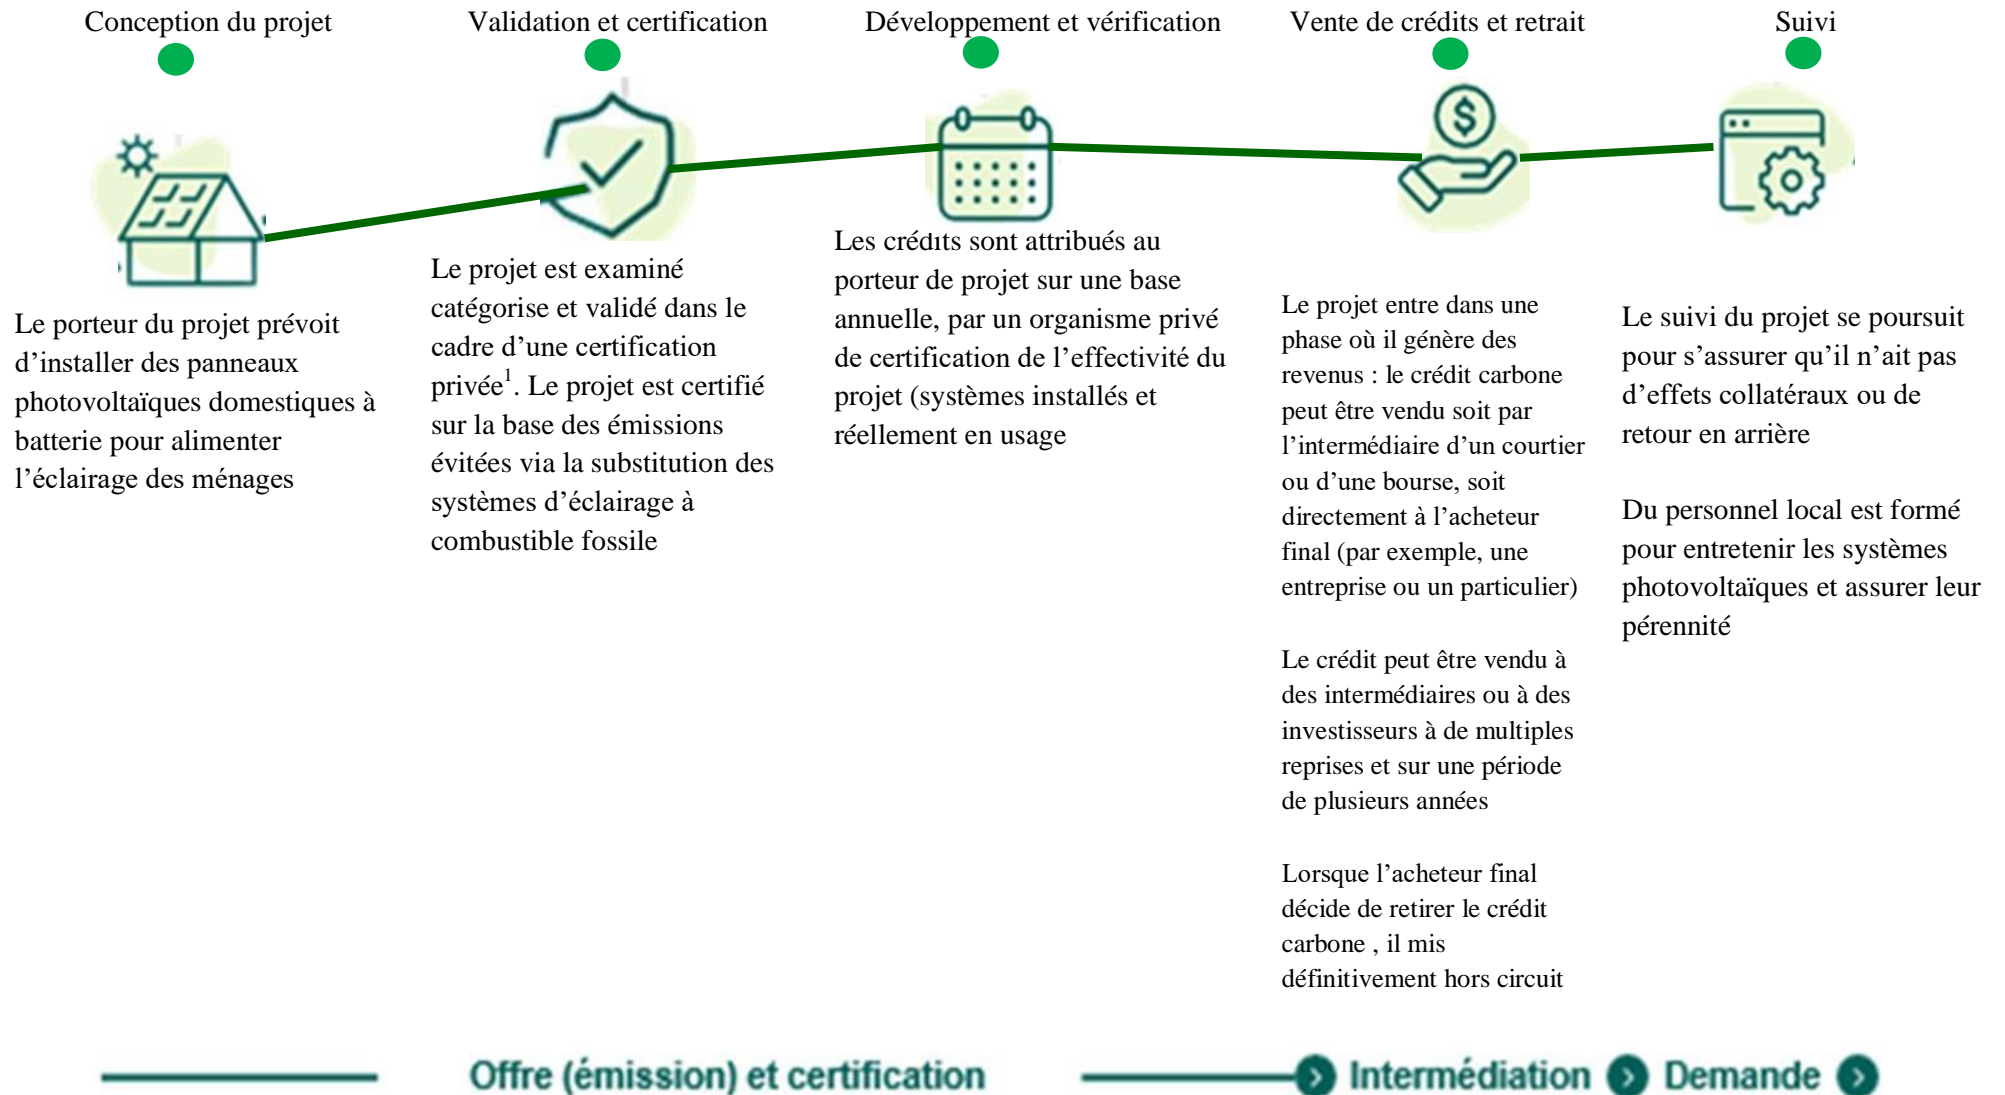 Conception du projet
Validation et certification
Développement et vérification
Vente de crédits et retrait
Suivi
Le porteur du projet prévoit
d’installer des panneaux
photovoltaïques domestiques à
batterie pour alimenter
l’éclairage des ménages
Le projet est examiné
catégorise et validé dans le
cadre d’une certification
privée¹. Le projet est certifié
sur la base des émissions
évitées via la substitution des
systèmes d’éclairage à
combustible fossile
Les crédits sont attribués au
porteur de projet sur une base
annuelle, par un organisme privé
de certification de l’effectivité du
projet (systèmes installés et
réellement en usage
Le projet entre dans une
phase où il génère des
revenus : le crédit carbone
peut être vendu soit par
l’intermédiaire d’un courtier
ou d’une bourse, soit
directement à l’acheteur
final (par exemple, une
entreprise ou un particulier)
Le crédit peut être vendu à
des intermédiaires ou à des
investisseurs à de multiples
reprises et sur une période
de plusieurs années
Lorsque l’acheteur final
décide de retirer le crédit
carbone , il mis
définitivement hors circuit
Le suivi du projet se poursuit
pour s’assurer qu’il n’ait pas
d’effets collatéraux ou de
retour en arrière
Du personnel local est formé
pour entretenir les systèmes
photovoltaïques et assurer leur
pérennité
Offre (émission) et certification
Intermédiation
Demande